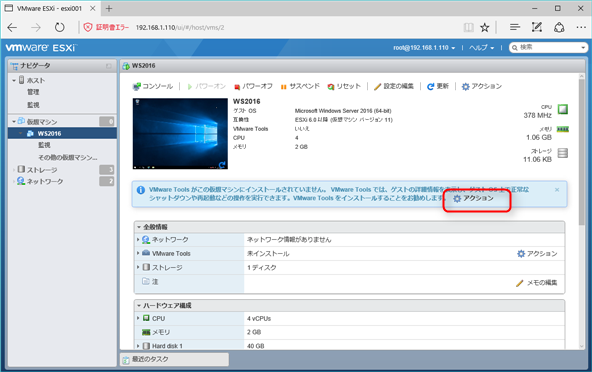 VMware ESXi - esxi001
証明書エラー 192.168.1.110/ui/#/host/vms/2
vmware ESXi™
root@192.168.1.110 ヘルプ 検索
ナビゲータ
ホスト
管理
監視
仮想マシン
WS2016
監視
その他の仮想マシン...
ストレージ 3
ネットワーク 2
WS2016
コンソール パワーオン パワーオフ サスペンド リセット 設定の編集 更新 アクション
WS2016
ゲスト OS Microsoft Windows Server 2016 (64-bit)
互換性 ESXi 6.0 以降 (仮想マシン バージョン 11)
VMware Tools いいえ
CPU 4
メモリ 2 GB
CPU
378 MHz
メモリ
1.06 GB
ストレージ
11.06 KB
VMware Tools がこの仮想マシンにインストールされていません。VMware Tools では、ゲストの詳細情報を表示し、ゲスト OS 上で正常な
シャットダウンや再起動などの操作を実行できます。VMware Tools をインストールすることをお勧めします。 アクション
全般情報
ネットワーク ネットワーク情報がありません
VMware Tools 未インストール アクション
ストレージ 1 ディスク
注 メモの編集
ハードウェア構成
CPU 4 vCPUs
メモリ 2 GB
Hard disk 1 40 GB
最近のタスク